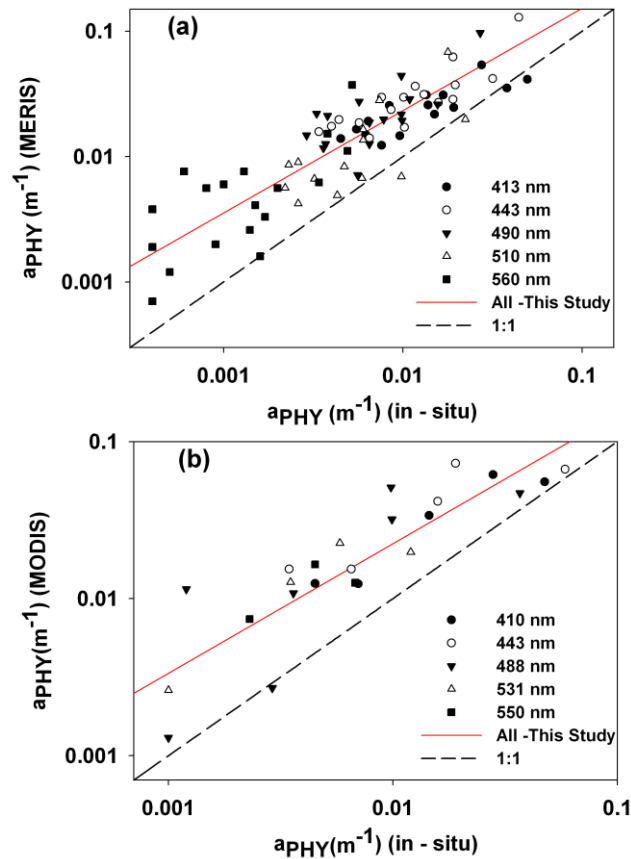 (a)
0.1
0.01
0.001
aPHY (m-1) (MERIS)
413 nm
443 nm
490 nm
510 nm
560 nm
All -This Study
1:1
0.001 0.01 0.1
aPHY (m-1) (in - situ)
(b)
0.1
0.01
0.001
aPHY(m-1) (MODIS)
410 nm
443 nm
488 nm
531 nm
550 nm
All -This Study
1:1
0.001 0.01 0.1
aPHY(m-1) (in - situ)